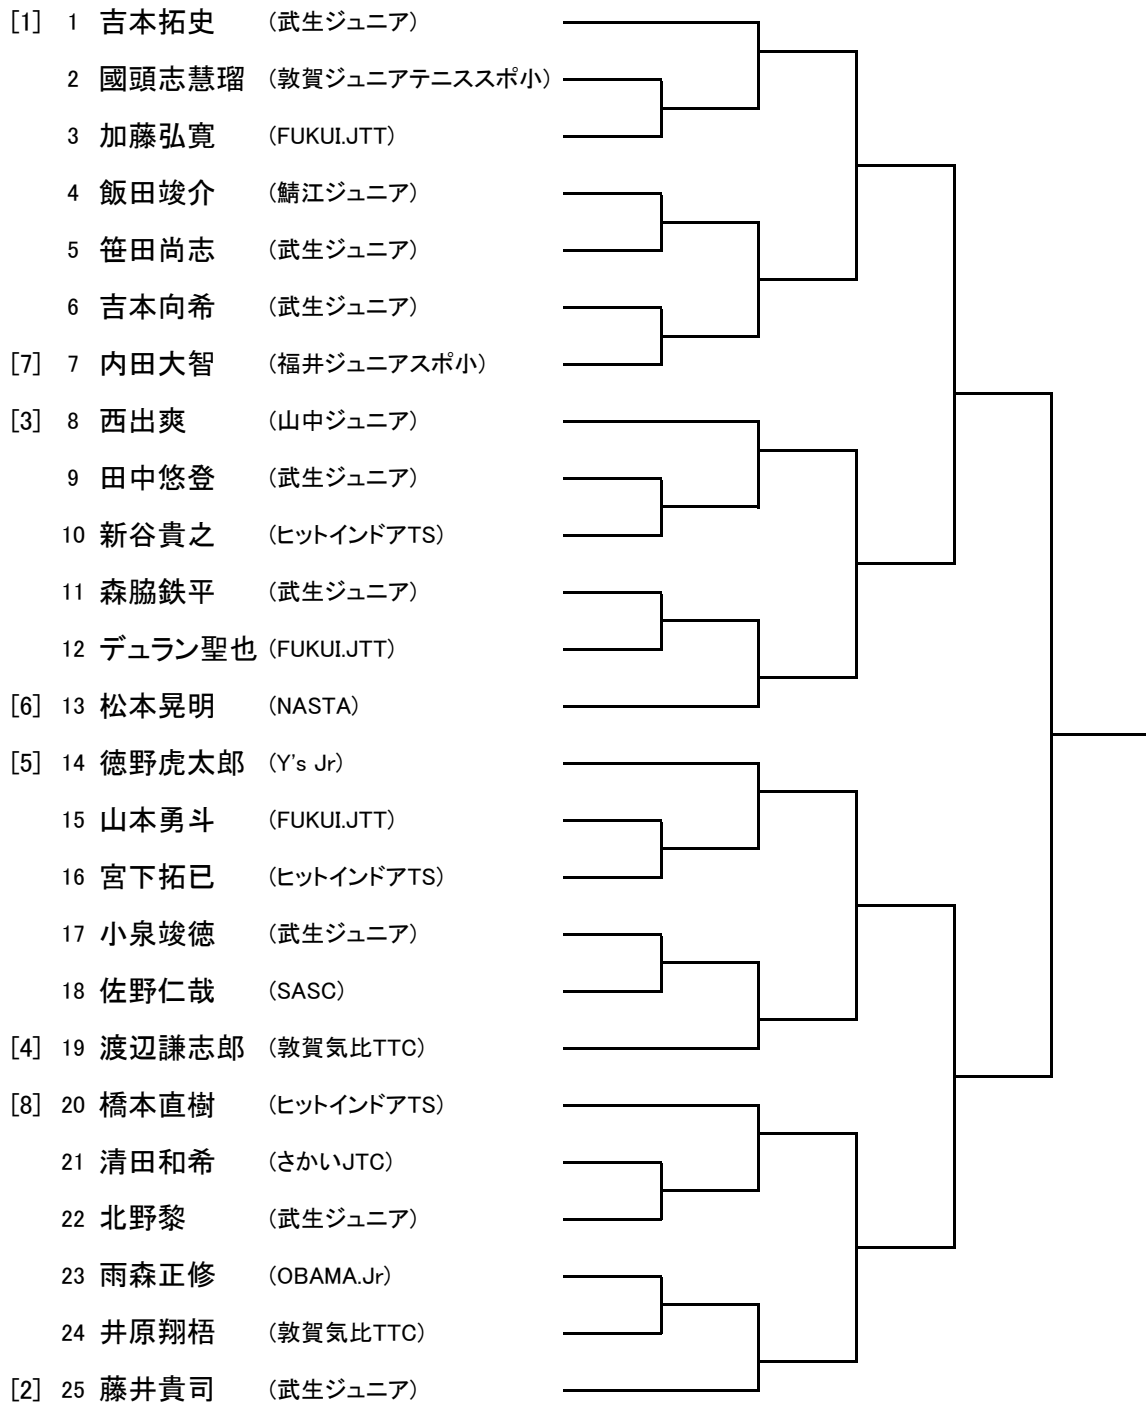 [1] 1 吉本拓史 (武生ジュニア)
2 國頭志慧瑠 (敦賀ジュニアテニススポ小)
3 加藤弘寛 (FUKUI.JTT)
4 飯田竣介 (鯖江ジュニア)
5 笹田尚志 (武生ジュニア)
6 吉本向希 (武生ジュニア)
[7] 7 内田大智 (福井ジュニアスポ小)
[3] 8 西出爽 (山中ジュニア)
9 田中悠登 (武生ジュニア)
10 新谷貴之 (ヒットインドアTS)
11 森脇鉄平 (武生ジュニア)
12 デュラン聖也 (FUKUI.JTT)
[6] 13 松本晃明 (NASTA)
[5] 14 徳野虎太郎 (Y's Jr)
15 山本勇斗 (FUKUI.JTT)
16 宮下拓已 (ヒットインドアTS)
17 小泉竣徳 (武生ジュニア)
18 佐野仁哉 (SASC)
[4] 19 渡辺謙志郎 (敦賀気比TTC)
[8] 20 橋本直樹 (ヒットインドアTS)
21 清田和希 (さかいJTC)
22 北野黎 (武生ジュニア)
23 雨森正修 (OBAMA.Jr)
24 井原翔梧 (敦賀気比TTC)
[2] 25 藤井貴司 (武生ジュニア)